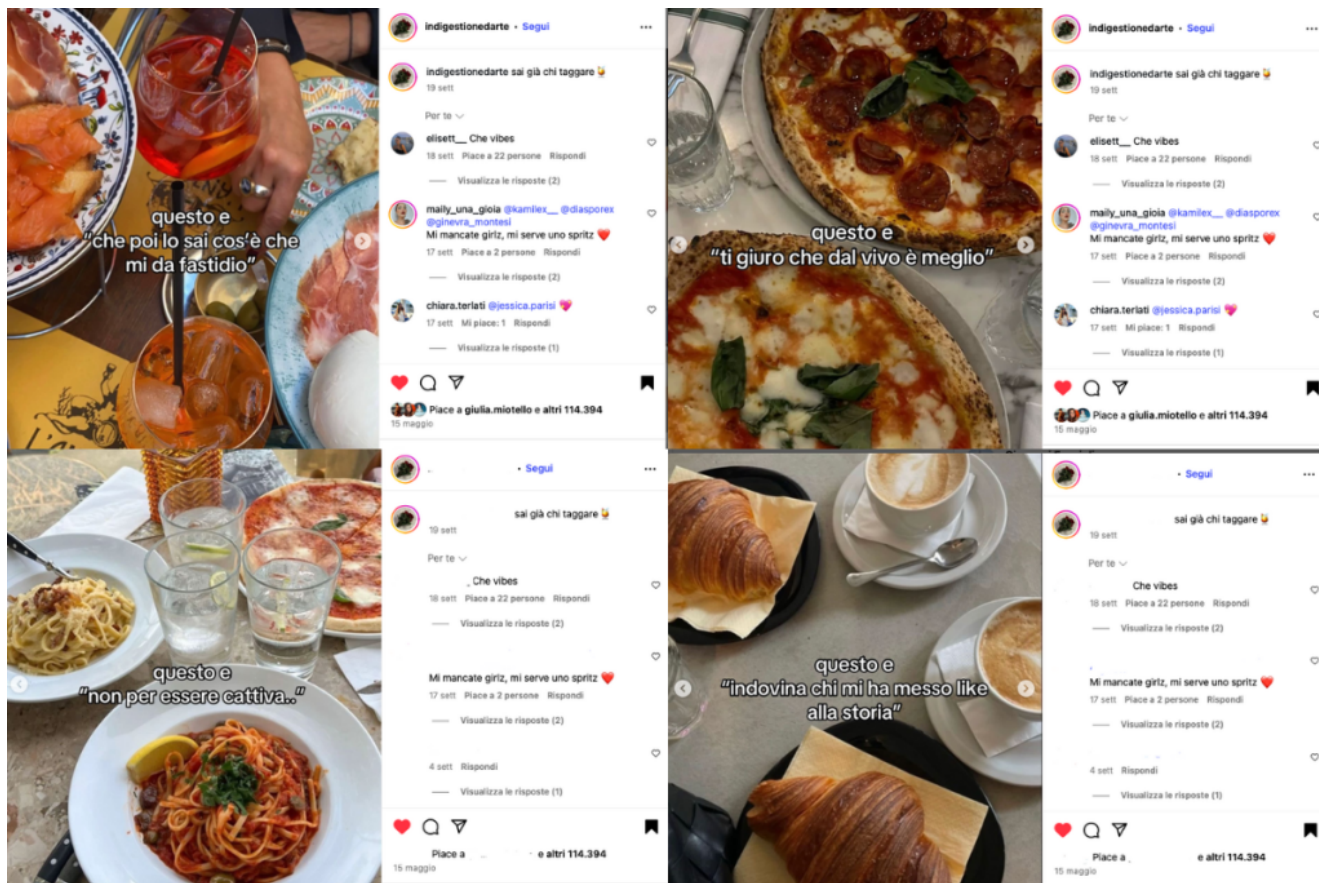 questo e
“che poi lo sai cos’è che
mi da fastidio”
indigestionedarte • Segui
indigestionedarte sai già chi taggare
19 sett
Per te
elisett__ Che vibes
18 sett Piace a 22 persone Rispondi
Visualizza le risposte (2)
maily_una_gioia @kamilex__ @diasporex
@ginevra_montesi
Mi mancate girlz, mi serve uno spritz ❤️
17 sett Piace a 2 persone Rispondi
Visualizza le risposte (2)
chiara.terlati @jessica.parisi 💖
17 sett Mi piace: 1 Rispondi
Visualizza le risposte (1)
Piace a giulia.miotello e altri 114.394
15 maggio
questo e
“ti giuro che dal vivo è meglio”
indigestionedarte • Segui
indigestionedarte sai già chi taggare
19 sett
Per te
elisett__ Che vibes
18 sett Piace a 22 persone Rispondi
Visualizza le risposte (2)
maily_una_gioia @kamilex__ @diasporex
@ginevra_montesi
Mi mancate girlz, mi serve uno spritz ❤️
17 sett Piace a 2 persone Rispondi
Visualizza le risposte (2)
chiara.terlati @jessica.parisi 💖
17 sett Mi piace: 1 Rispondi
Visualizza le risposte (1)
Piace a giulia.miotello e altri 114.394
15 maggio
questo e
“non per essere cattiva..”
• Segui
sai già chi taggare
19 sett
Per te
Che vibes
18 sett Piace a 22 persone Rispondi
Visualizza le risposte (2)
Mi mancate girlz, mi serve uno spritz ❤️
17 sett Piace a 2 persone Rispondi
Visualizza le risposte (2)
4 sett Rispondi
Visualizza le risposte (1)
Piace a e altri 114.394
15 maggio
questo e
“indovina chi mi ha messo like
alla storia”
• Segui
sai già chi taggare
19 sett
Per te
Che vibes
18 sett Piace a 22 persone Rispondi
Visualizza le risposte (2)
Mi mancate girlz, mi serve uno spritz ❤️
17 sett Piace a 2 persone Rispondi
Visualizza le risposte (2)
4 sett Rispondi
Visualizza le risposte (1)
Piace a e altri 114.394
15 maggio